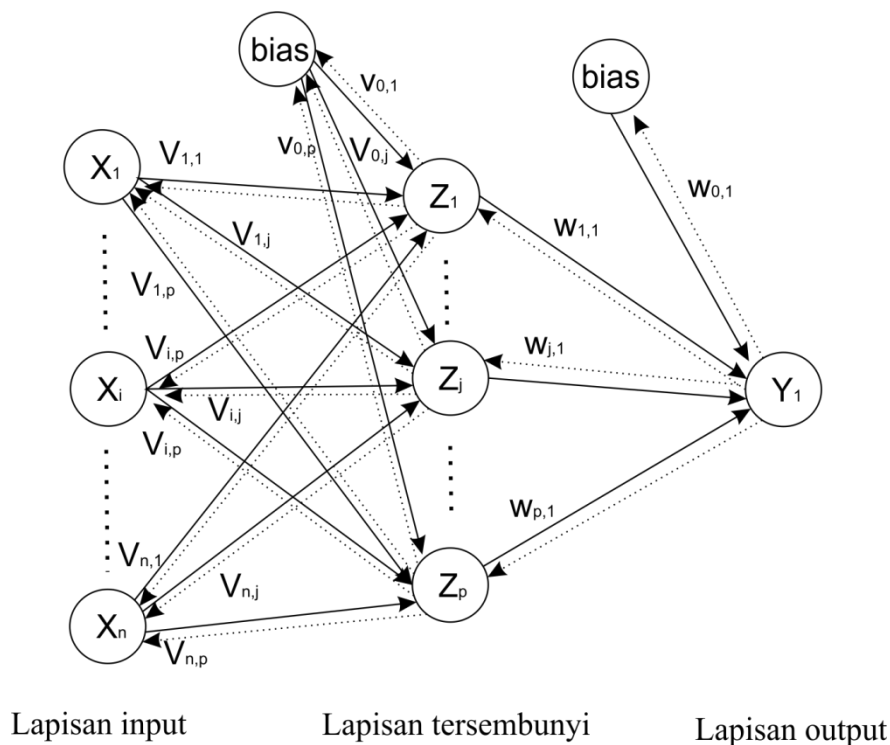 bias
bias
v0,1
v0,p
V0,j
X1
V1,1
Z1
w0,1
w1,1
V1,j
V1,p
Vi,p
wj,1
Xi
Zj
Y1
Vi,j
Vi,p
wp,1
Vn,1
Vn,j
Zp
Xn
Vn,p
Lapisan input
Lapisan tersembunyi
Lapisan output